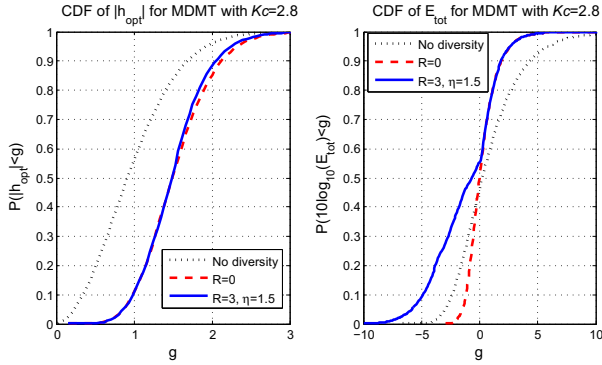 CDF of |h_opt| for MDMT with Kc=2.8
P(|h_opt|<g)
1
0.9
0.8
0.7
0.6
0.5
0.4
0.3
0.2
0.1
0
0
1
2
3
g
No diversity
R=0
R=3, η=1.5
CDF of E_tot for MDMT with Kc=2.8
P(10log_10(E_tot)<g)
1
0.9
0.8
0.7
0.6
0.5
0.4
0.3
0.2
0.1
0
-10
-5
0
5
10
g
No diversity
R=0
R=3, η=1.5